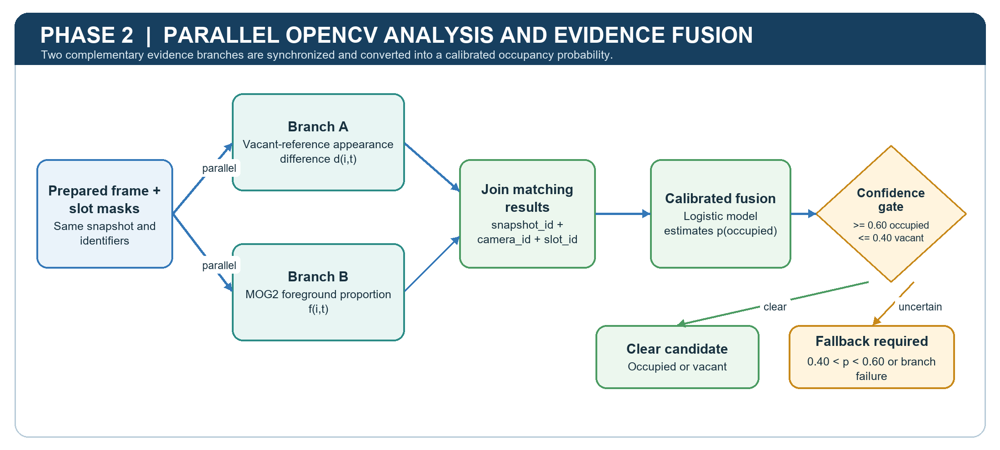 PHASE 2 | PARALLEL OPENCV ANALYSIS AND EVIDENCE FUSION
Two complementary evidence branches are synchronized and converted into a calibrated occupancy probability.
Prepared frame +
slot masks
Same snapshot and
identifiers
parallel
parallel
Branch A
Vacant-reference appearance
difference d(i,t)
Branch B
MOG2 foreground proportion
f(i,t)
Join matching
results
snapshot_id +
camera_id + slot_id
Calibrated fusion
Logistic model
estimates p(occupied)
Confidence
gate
>= 0.60 occupied
<= 0.40 vacant
clear
uncertain
Clear candidate
Occupied or vacant
Fallback required
0.40 < p < 0.60 or branch
failure